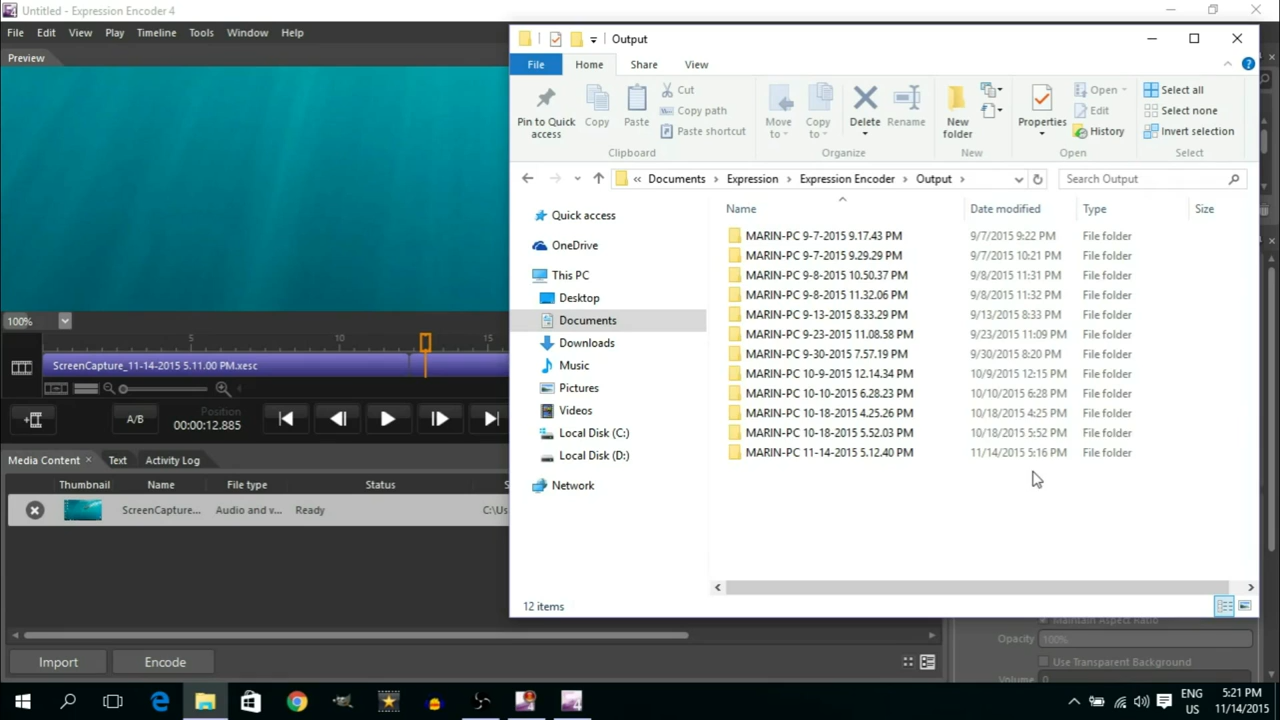 Untitled - Expression Encoder 4
File Edit View Play Timeline Tools Window Help
Preview
100%
5 10 15
ScreenCapture_11-14-2015 5.11.00 PM.xesc
A/B
Position
00:00:12.885
Media Content Text Activity Log
Thumbnail Name File type Status
ScreenCapture... Audio and v... Ready C:\Us
Import Encode
Output
File Home Share View
Pin to Quick access
Copy
Paste
Cut
Copy path
Paste shortcut
Clipboard
Move to
Copy to
Delete
Rename
Organize
New folder
New
Properties
Open
Edit
History
Open
Select all
Select none
Invert selection
Select
« Documents > Expression > Expression Encoder > Output >
Search Output
Quick access
OneDrive
This PC
Desktop
Documents
Downloads
Music
Pictures
Videos
Local Disk (C:)
Local Disk (D:)
Network
Name Date modified Type Size
MARIN-PC 9-7-2015 9.17.43 PM 9/7/2015 9:22 PM File folder
MARIN-PC 9-7-2015 9.29.29 PM 9/7/2015 10:21 PM File folder
MARIN-PC 9-8-2015 10.50.37 PM 9/8/2015 11:31 PM File folder
MARIN-PC 9-8-2015 11.32.06 PM 9/8/2015 11:32 PM File folder
MARIN-PC 9-13-2015 8.33.29 PM 9/13/2015 8:33 PM File folder
MARIN-PC 9-23-2015 11.08.58 PM 9/23/2015 11:09 PM File folder
MARIN-PC 9-30-2015 7.57.19 PM 9/30/2015 8:20 PM File folder
MARIN-PC 10-9-2015 12.14.34 PM 10/9/2015 12:15 PM File folder
MARIN-PC 10-10-2015 6.28.23 PM 10/10/2015 6:28 PM File folder
MARIN-PC 10-18-2015 4.25.26 PM 10/18/2015 4:25 PM File folder
MARIN-PC 10-18-2015 5.52.03 PM 10/18/2015 5:52 PM File folder
MARIN-PC 11-14-2015 5.12.40 PM 11/14/2015 5:16 PM File folder
12 items
Maintain Aspect Ratio
Opacity 100%
Use Transparent Background
Volume 0
ENG
US
5:21 PM
11/14/2015